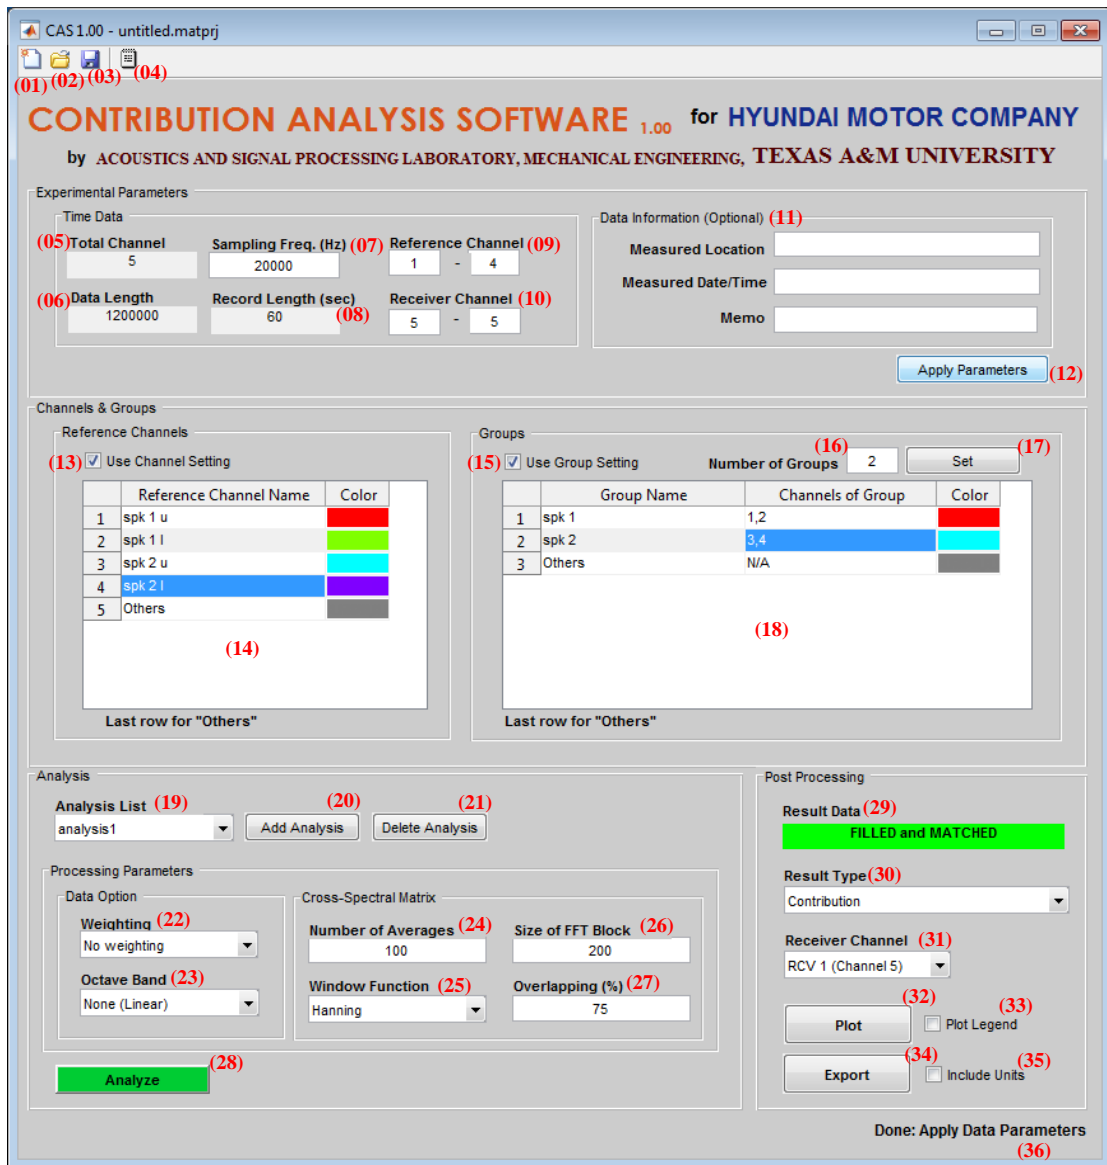 CAS 1.00 - untitled.matprj
(01) (02) (03) (04)
CONTRIBUTION ANALYSIS SOFTWARE 1.00 for HYUNDAI MOTOR COMPANY
by ACOUSTICS AND SIGNAL PROCESSING LABORATORY, MECHANICAL ENGINEERING, TEXAS A&M UNIVERSITY
Experimental Parameters
Time Data
(05) Total Channel Sampling Freq. (Hz) (07) Reference Channel (09)
5 20000 1 - 4
(06) Data Length Record Length (sec) Receiver Channel (10)
1200000 60 (08) 5 - 5
Data Information (Optional) (11)
Measured Location
Measured Date/Time
Memo
Apply Parameters (12)
Channels & Groups
Reference Channels
(13) Use Channel Setting
Reference Channel Name Color
1 spk 1 u
2 spk 1 l
3 spk 2 u
4 spk 2 l
5 Others
(14)
Last row for "Others"
Groups
(15) Use Group Setting Number of Groups (16) 2 Set (17)
Group Name Channels of Group Color
1 spk 1 1,2
2 spk 2 3,4
3 Others N/A
(18)
Last row for "Others"
Analysis
Analysis List (19) (20) (21)
analysis1 Add Analysis Delete Analysis
Processing Parameters
Data Option
Weighting (22)
No weighting
Octave Band (23)
None (Linear)
Cross-Spectral Matrix
Number of Averages (24) Size of FFT Block (26)
100 200
Window Function (25) Overlapping (%) (27)
Hanning 75
Analyze (28)
Post Processing
Result Data (29)
FILLED and MATCHED
Result Type (30)
Contribution
Receiver Channel (31)
RCV 1 (Channel 5)
Plot (32) Plot Legend (33)
Export (34) Include Units (35)
Done: Apply Data Parameters
(36)